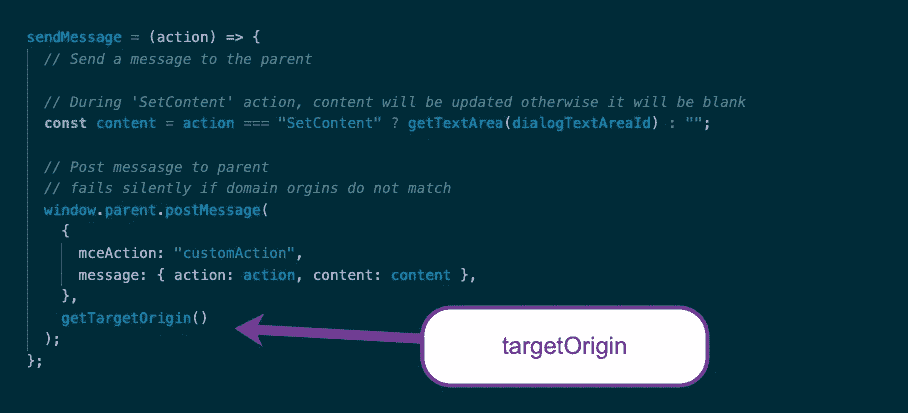 sendMessage = (action) => {
// Send a message to the parent
// During 'SetContent' action, content will be updated otherwise it will be blank
const content = action === "SetContent" ? getTextArea(dialogTextAreaId) : "";
// Post messsage to parent
// fails silently if domain orgins do not match
window.parent.postMessage(
{
mceAction: "customAction",
message: { action: action, content: content },
},
getTargetOrigin()
);
};
targetOrigin